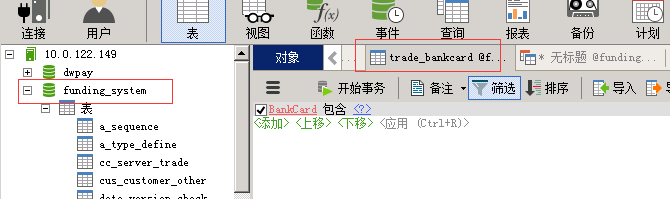 连接 用户 表 视图 函数 事件 查询 报表 备份 计划
10.0.122.149
dwpay
funding_system
表
a_sequence
a_type_define
cc_server_trade
cus_customer_other
对象 trade_bankcard @f... * 无标题 @funding...
开始事务 备注 筛选 排序 导入
BankCard 包含 <?>
<添加> <上移> <下移> <应用 (Ctrl+R)>